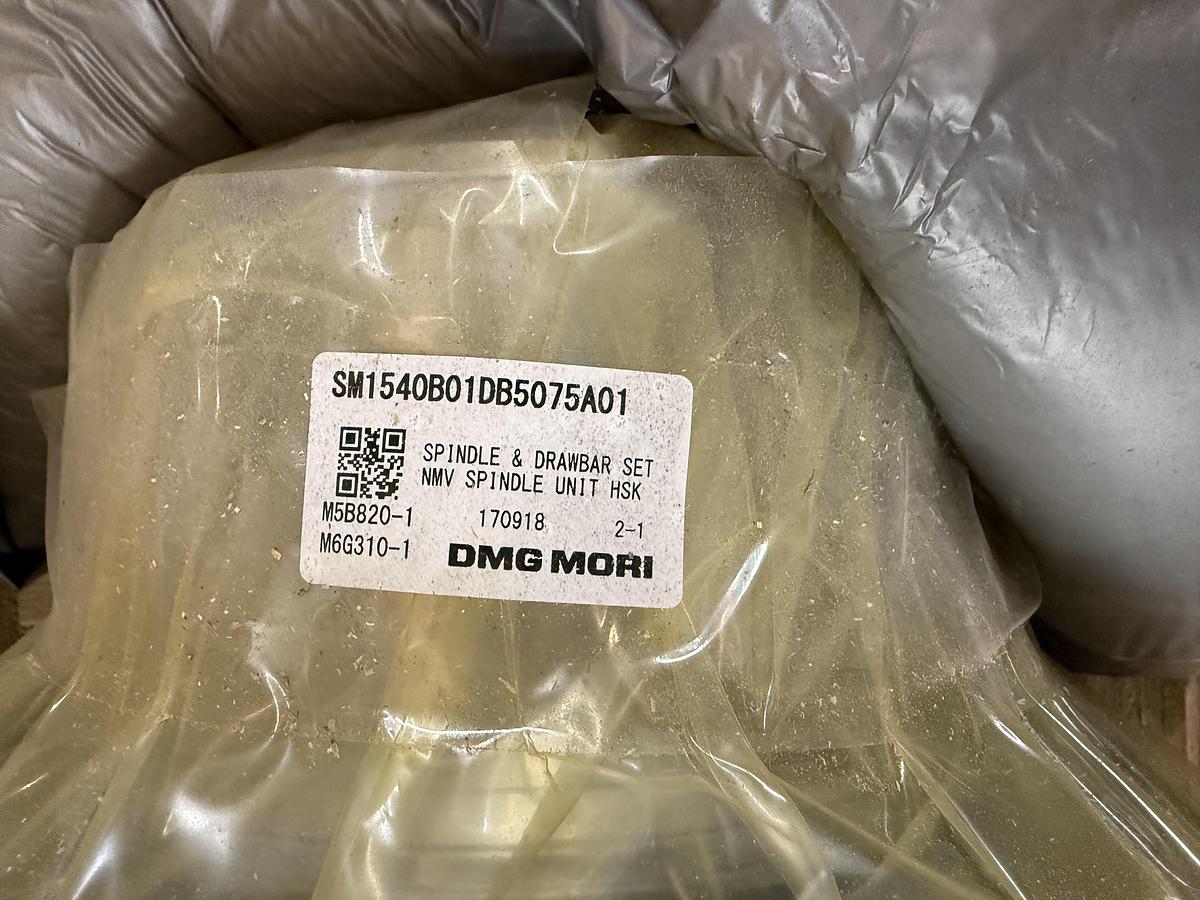 SM1540B01DB5075A01
SPINDLE & DRAWBAR SET
NMV SPINDLE UNIT HSK
M5B820-1 170918 2-1
M6G310-1 DMG MORI